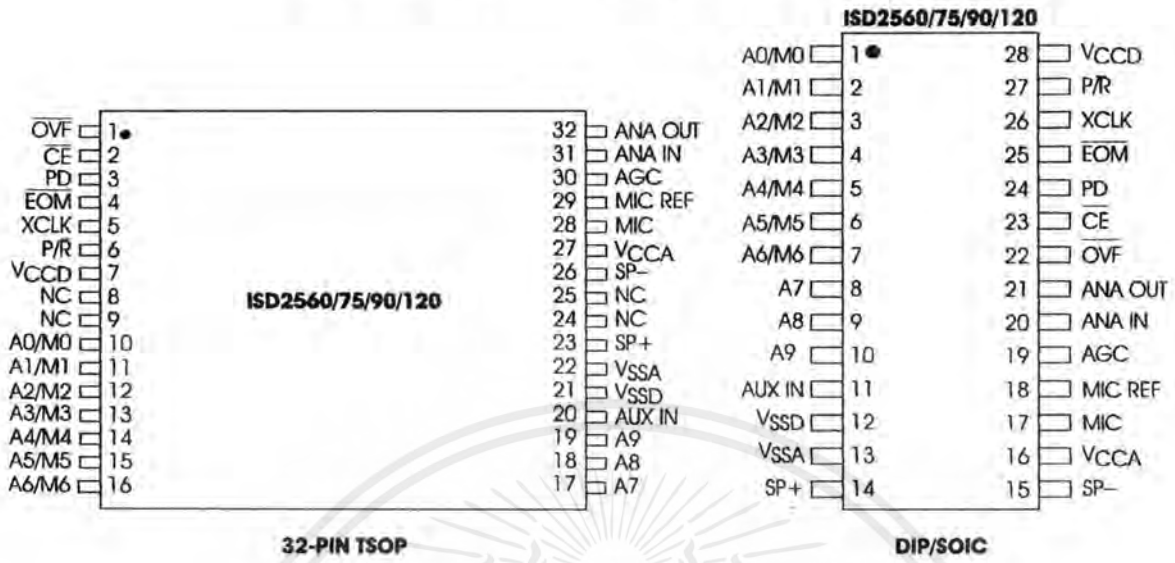 ISD2560/75/90/120
OVF 1 32 ANA OUT
CE 2 31 ANA IN
PD 3 30 AGC
EOM 4 29 MIC REF
XCLK 5 28 MIC
P/R 6 27 VCCA
VCCD 7 26 SP–
NC 8 25 NC
NC 9 24 NC
A0/M0 10 23 SP+
A1/M1 11 22 VSSA
A2/M2 12 21 VSSD
A3/M3 13 20 AUX IN
A4/M4 14 19 A9
A5/M5 15 18 A8
A6/M6 16 17 A7
ISD2560/75/90/120
32-PIN TSOP
A0/M0 1 28 VCCD
A1/M1 2 27 P/R
A2/M2 3 26 XCLK
A3/M3 4 25 EOM
A4/M4 5 24 PD
A5/M5 6 23 CE
A6/M6 7 22 OVF
A7 8 21 ANA OUT
A8 9 20 ANA IN
A9 10 19 AGC
AUX IN 11 18 MIC REF
VSSD 12 17 MIC
VSSA 13 16 VCCA
SP+ 14 15 SP–
DIP/SOIC